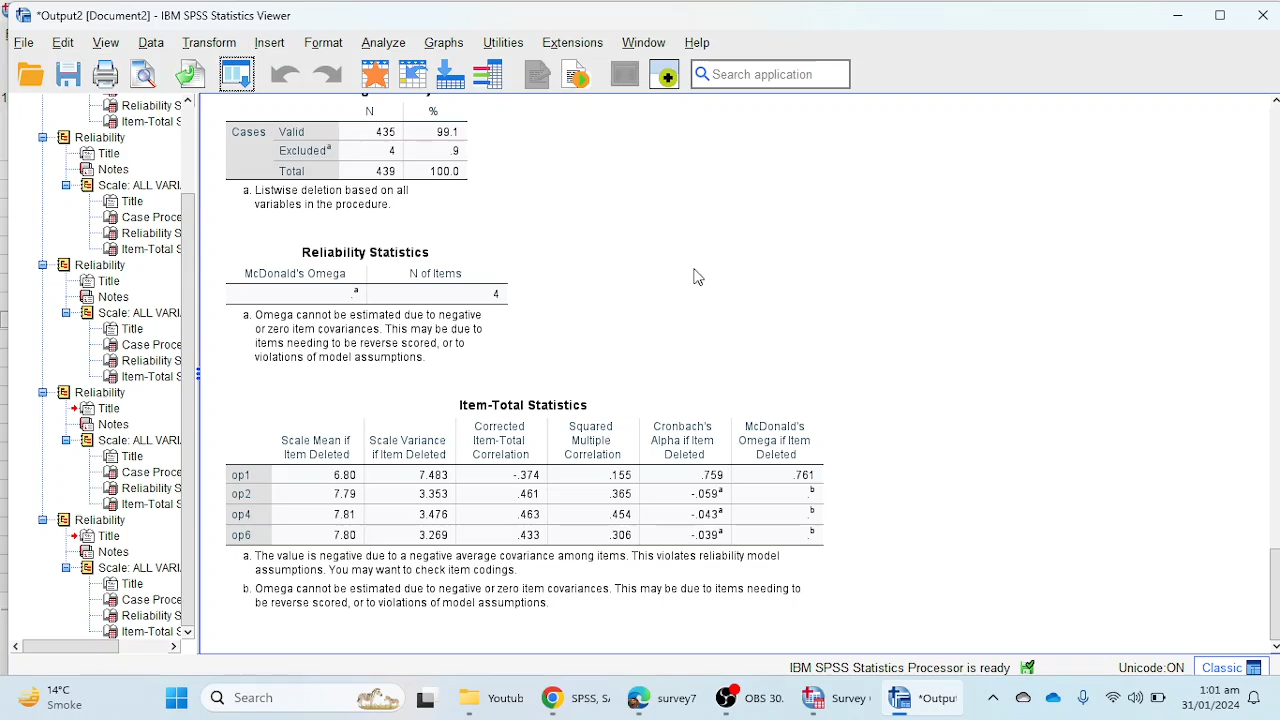 *Output2 [Document2] - IBM SPSS Statistics Viewer
File Edit View Data Transform Insert Format Analyze Graphs Utilities Extensions Window Help
Search application
Reliability S
Item-Total S
Reliability
Title
Notes
Scale: ALL VARI
Title
Case Proce
Reliability S
Item-Total S
Reliability
Title
Notes
Scale: ALL VARI
Title
Case Proce
Reliability S
Item-Total S
Reliability
Title
Notes
Scale: ALL VARI
Title
Case Proce
Item-Total S
Reliability
Title
Notes
Scale: ALL VARI
Title
Case Proce
Reliability S
Item-Total S
N %
Cases Valid 435 99.1
Excludedᵃ 4 .9
Total 439 100.0
a. Listwise deletion based on all
variables in the procedure.
Reliability Statistics
McDonald's Omega N of Items
.ᵃ 4
a. Omega cannot be estimated due to negative
or zero item covariances. This may be due to
items needing to be reverse scored, or to
violations of model assumptions.
Item-Total Statistics
Scale Mean if Item Deleted Scale Variance if Item Deleted Corrected Item-Total Correlation Squared Multiple Correlation Cronbach's Alpha if Item Deleted McDonald's Omega if Item Deleted
op1 6.80 7.483 -.374 .155 .759 .761
op2 7.79 3.353 .461 .365 -.059ᵃ .ᵇ
op4 7.81 3.476 .463 .454 -.043ᵃ .ᵇ
op6 7.80 3.269 .433 .306 -.039ᵃ .ᵇ
a. The value is negative due to a negative average covariance among items. This violates reliability model
assumptions. You may want to check item codings.
b. Omega cannot be estimated due to negative or zero item covariances. This may be due to items needing to
be reverse scored, or to violations of model assumptions.
IBM SPSS Statistics Processor is ready Unicode:ON Classic
14°C
Smoke
Search
Youtub
SPSS, S
survey7
OBS 30.
Survey
*Outpu
1:01 am
31/01/2024